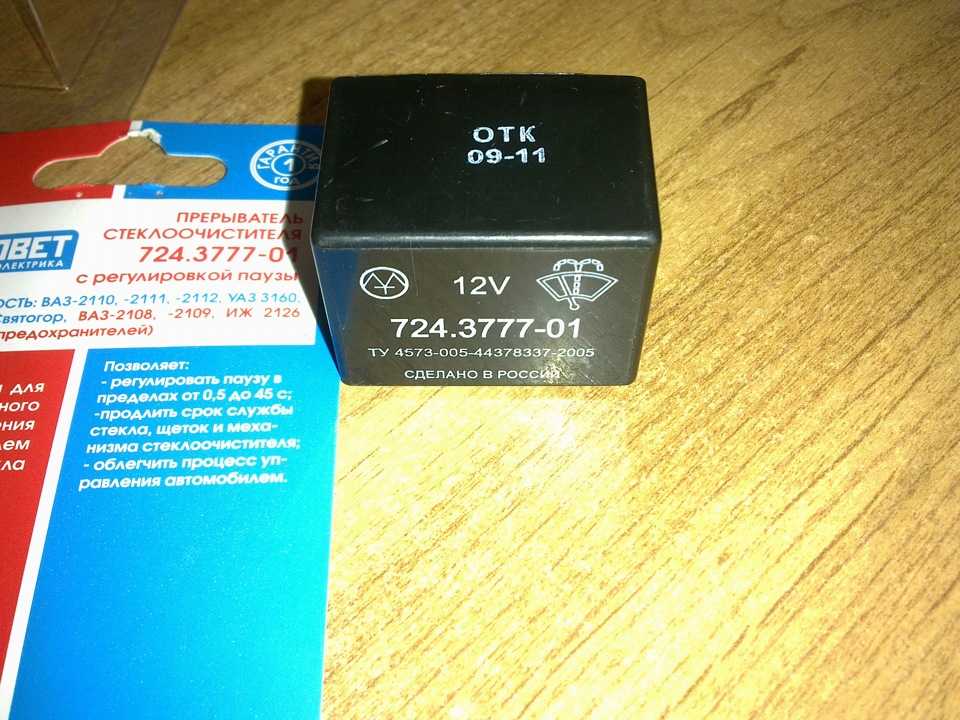 ГАРАНТИЯ
1
ГОД
ПРЕРЫВАТЕЛЬ
СТЕКЛООЧИСТИТЕЛЯ
724.3777-01
с регулировкой паузы
ВАЗ-2110, -2111, -2112, УАЗ 3160,
Святогор, ВАЗ-2108, -2109, ИЖ 2126
предохранителей)
для
Позволяет:
- регулировать паузу в
пределах от 0,5 до 45 с;
-продлить срок службы
стекла, щеток и меха-
низма стеклоочистителя;
- облегчить процесс уп-
равления автомобилем.
ОТК
09-11
12V
724.3777-01
ТУ 4573-005-44378337-2005
СДЕЛАНО В РОССИИ